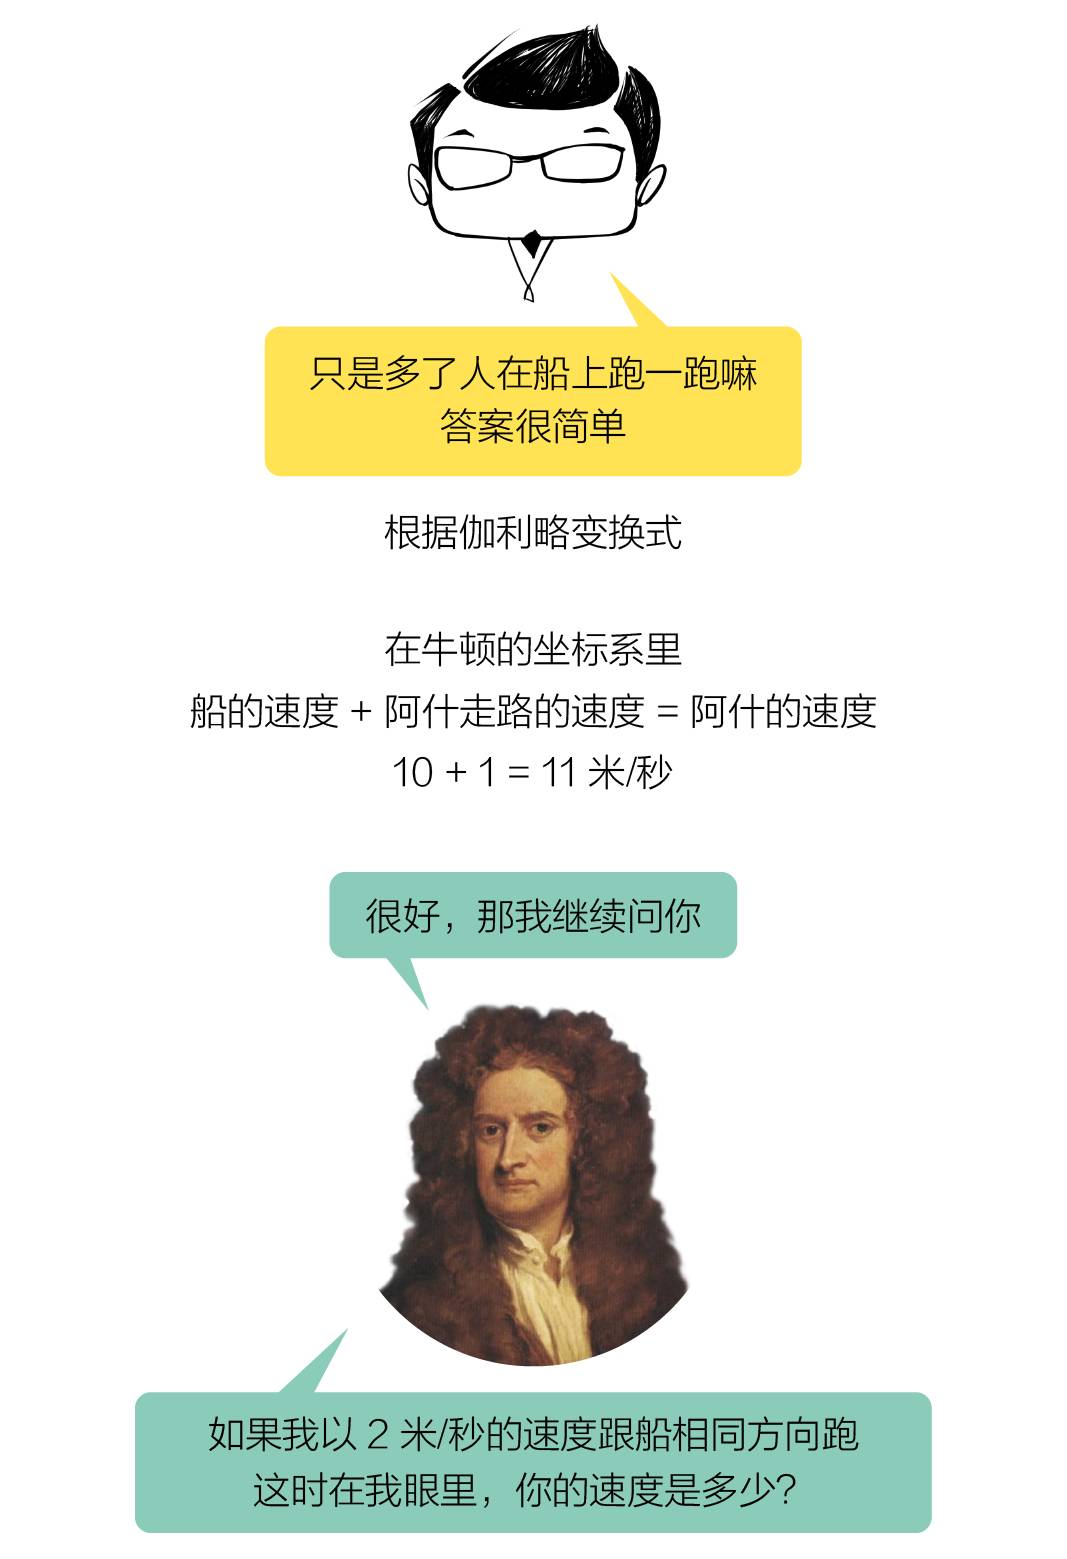 只是多了人在船上跑一跑嘛
答案很简单
根据伽利略变换式
在牛顿的坐标系里
船的速度 + 阿什走路的速度 = 阿什的速度
10 + 1 = 11 米/秒
很好，那我继续问你
如果我以 2 米/秒的速度跟船相同方向跑
这时在我眼里，你的速度是多少？